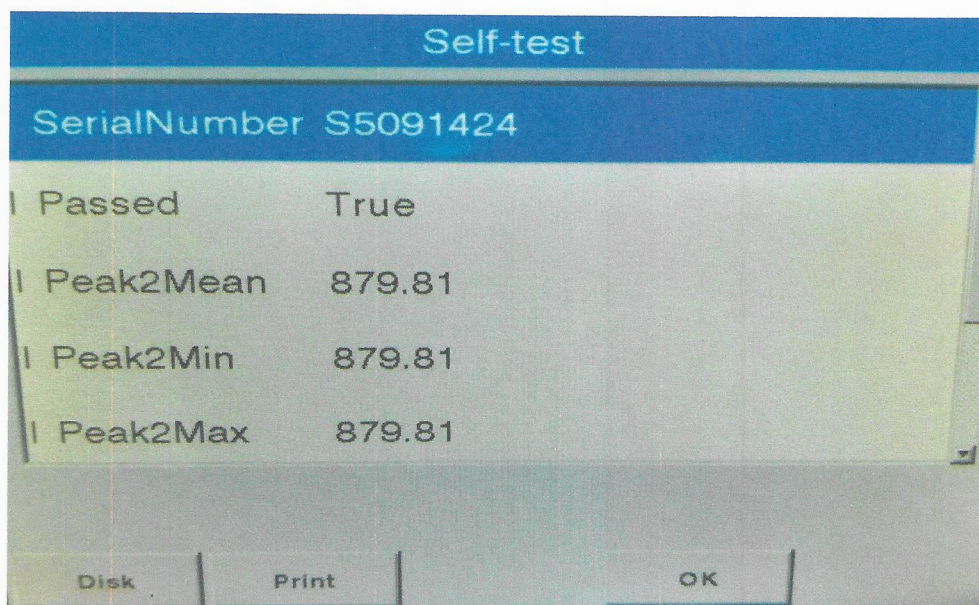 Self-test
SerialNumber S5091424
Passed True
Peak2Mean 879.81
Peak2Min 879.81
Peak2Max 879.81
Disk Print OK